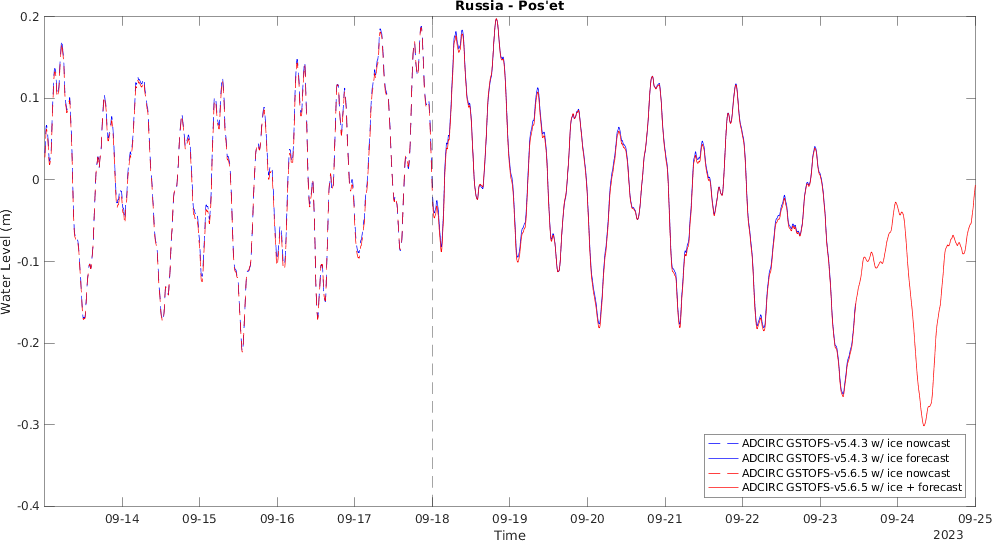 Russia - Pos'et
0.2
0.1
0
-0.1
-0.2
-0.3
-0.4
Water Level (m)
ADCIRC GSTOFS-v5.4.3 w/ ice nowcast
ADCIRC GSTOFS-v5.4.3 w/ ice forecast
ADCIRC GSTOFS-v5.6.5 w/ ice nowcast
ADCIRC GSTOFS-v5.6.5 w/ ice + forecast
09-14 09-15 09-16 09-17 09-18 09-19 09-20 09-21 09-22 09-23 09-24 09-25
Time 2023